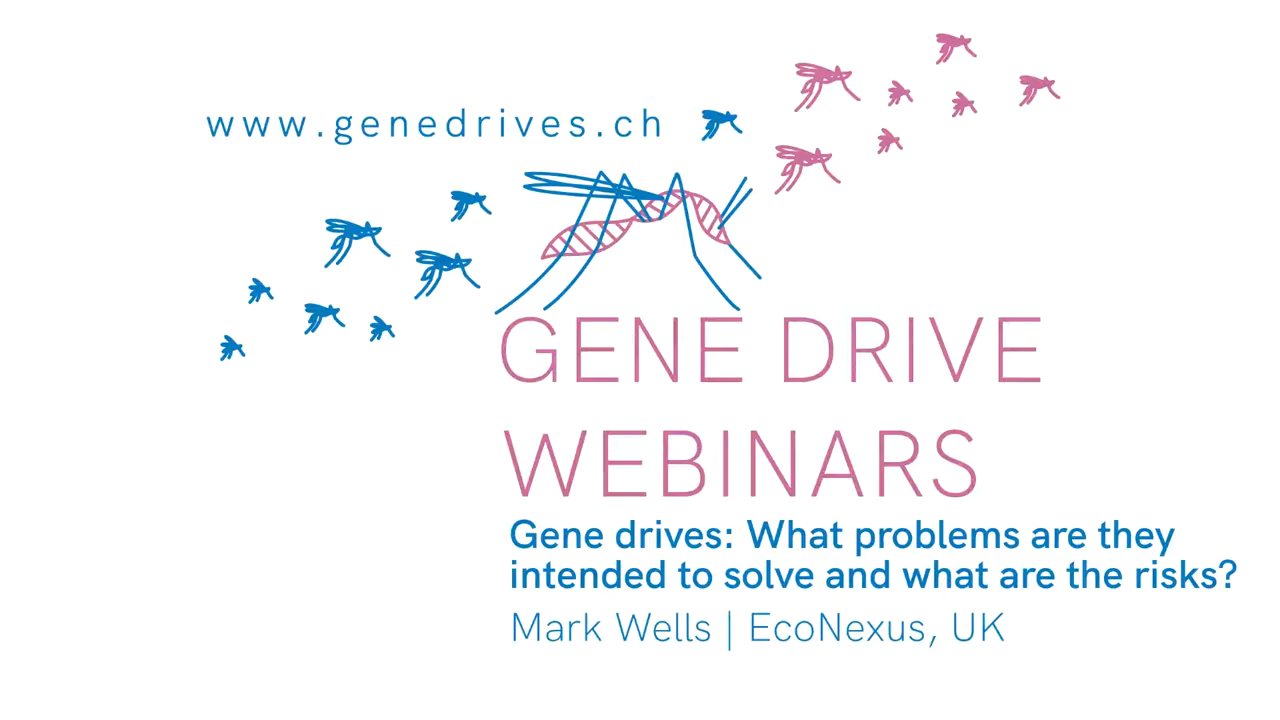 www.genedrives.ch
GENE DRIVE
WEBINARS
Gene drives: What problems are they
intended to solve and what are the risks?
Mark Wells | EcoNexus, UK